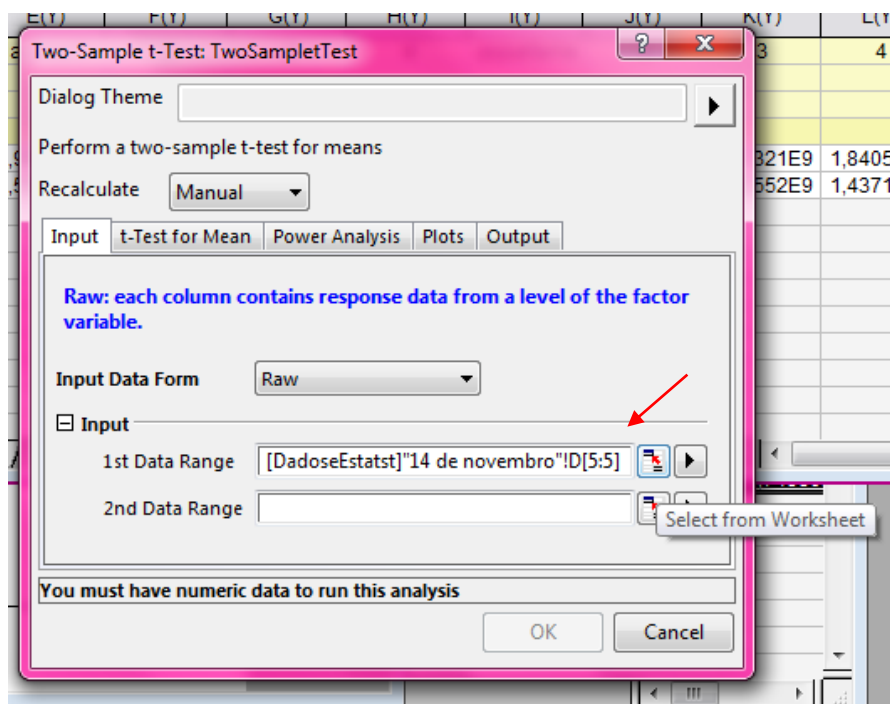 E(Y) F(Y) G(Y) H(Y) I(Y) J(Y) K(Y)
Two-Sample t-Test: TwoSampletTest ? X
3 4
Dialog Theme
Perform a two-sample t-test for means
321E9 1,8405
Recalculate Manual
552E9 1,4371
Input t-Test for Mean Power Analysis Plots Output
Raw: each column contains response data from a level of the factor
variable.
Input Data Form Raw
Input
1st Data Range [DadoseEstatst]"14 de novembro"!D[5:5]
2nd Data Range
Select from Worksheet
You must have numeric data to run this analysis
OK Cancel